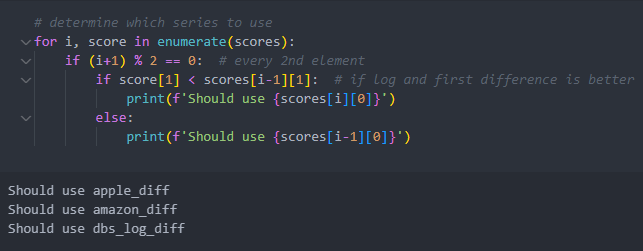 # determine which series to use
for i, score in enumerate(scores):
    if (i+1) % 2 == 0:  # every 2nd element
        if score[1] < scores[i-1][1]:  # if log and first difference is better
            print(f'Should use {scores[i][0]}')
        else:
            print(f'Should use {scores[i-1][0]}')
Should use apple_diff
Should use amazon_diff
Should use dbs_log_diff